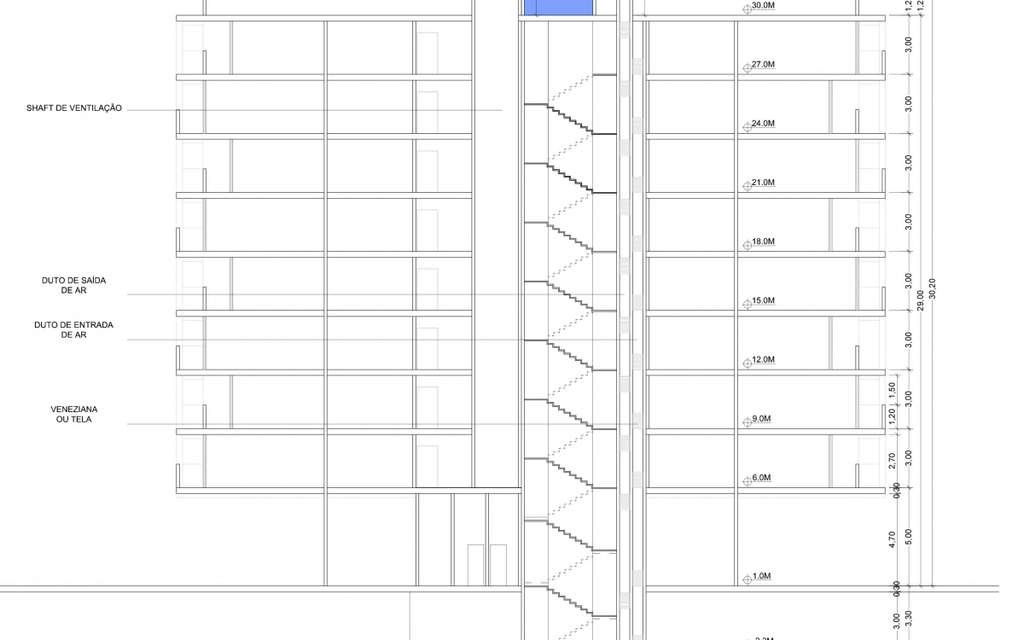 30.0M
1,2
1,2
3,00
27.0M
SHAFT DE VENTILAÇÃO
3,00
24.0M
3,00
21.0M
3,00
18.0M
DUTO DE SAÍDA
DE AR
3,00
29,00
30,20
15.0M
DUTO DE ENTRADA
DE AR
3,00
12.0M
1,50
3,00
VENEZIANA
OU TELA
1,20
9.0M
2,70
3,00
6.0M
0,30
4,70
5,00
1.0M
0,30
3,00
3,30